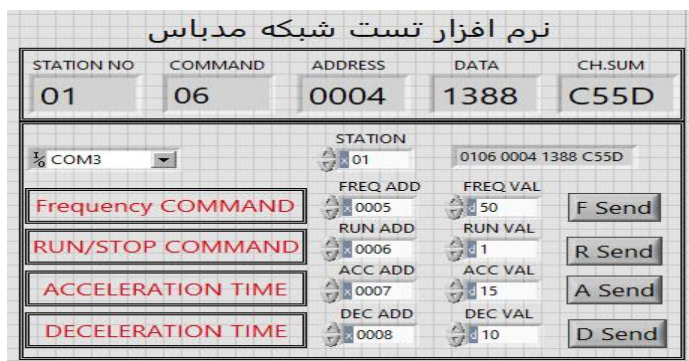 نرم افزار تست شبکه مدباس
STATION NO COMMAND ADDRESS DATA CH.SUM
01 06 0004 1388 C55D
STATION
COM3 x 01 0106 0004 1388 C55D
FREQ ADD FREQ VAL
Frequency COMMAND x 0005 d 50 F Send
RUN ADD RUN VAL
RUN/STOP COMMAND x 0006 d 1 R Send
ACC ADD ACC VAL
ACCELERATION TIME x 0007 d 15 A Send
DEC ADD DEC VAL
DECELERATION TIME x 0008 d 10 D Send